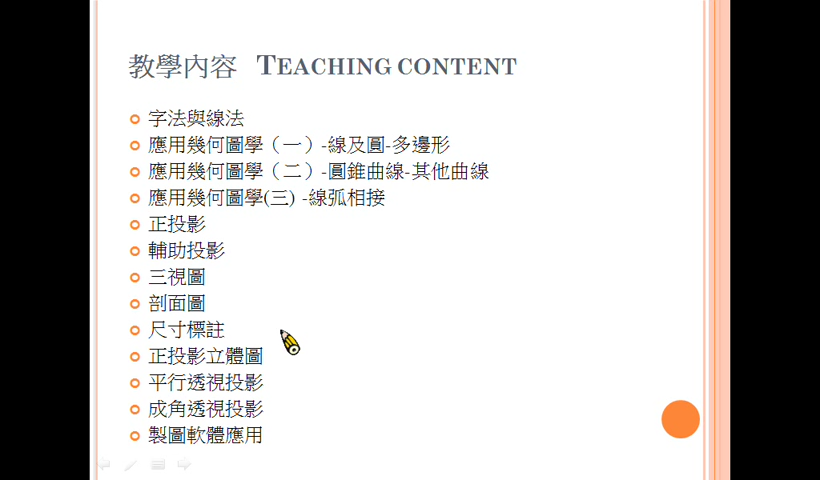 教學內容 TEACHING CONTENT
字法與線法
應用幾何圖學（一）-線及圓-多邊形
應用幾何圖學（二）-圓錐曲線-其他曲線
應用幾何圖學(三) -線弧相接
正投影
輔助投影
三視圖
剖面圖
尺寸標註
正投影立體圖
平行透視投影
成角透視投影
製圖軟體應用